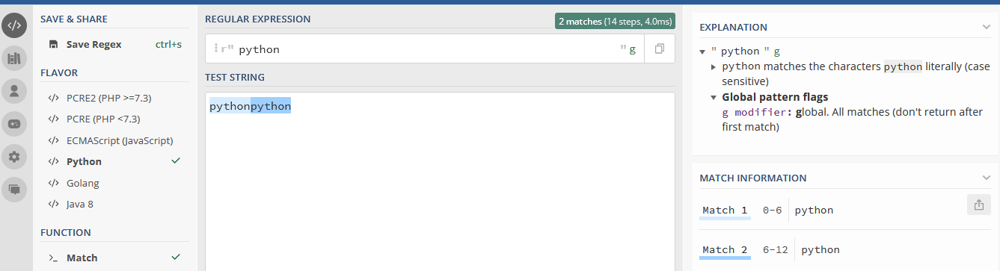 SAVE & SHARE
Save Regex ctrl+s
FLAVOR
PCRE2 (PHP >=7.3)
PCRE (PHP <7.3)
ECMAScript (JavaScript)
Python
Golang
Java 8
FUNCTION
Match
REGULAR EXPRESSION
2 matches (14 steps, 4.0ms)
r" python " g
TEST STRING
pythonpython
EXPLANATION
" python " g
python matches the characters python literally (case
sensitive)
Global pattern flags
g modifier: global. All matches (don't return after
first match)
MATCH INFORMATION
Match 1 0-6 python
Match 2 6-12 python